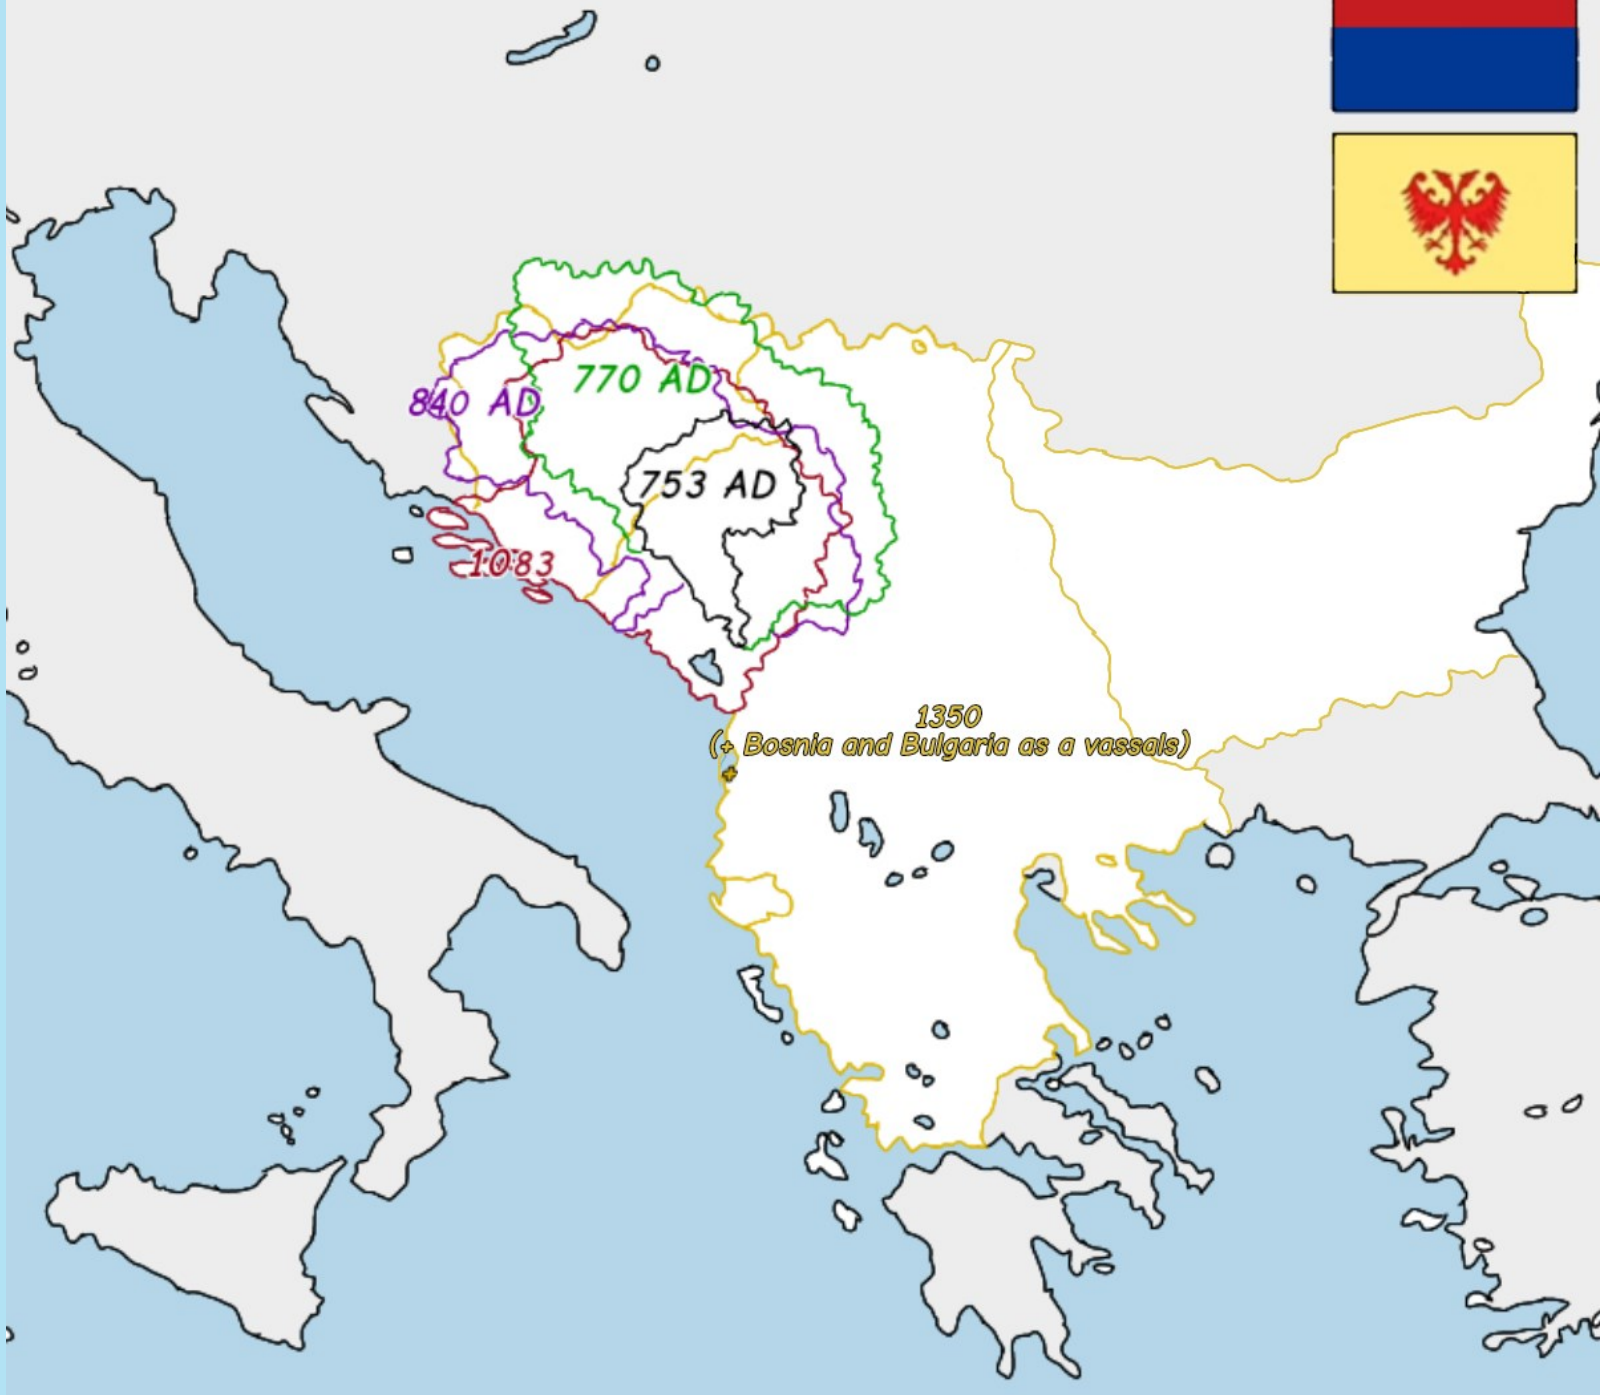 770 AD
840 AD
753 AD
1083
1350
(+ Bosnia and Bulgaria as a vassals)